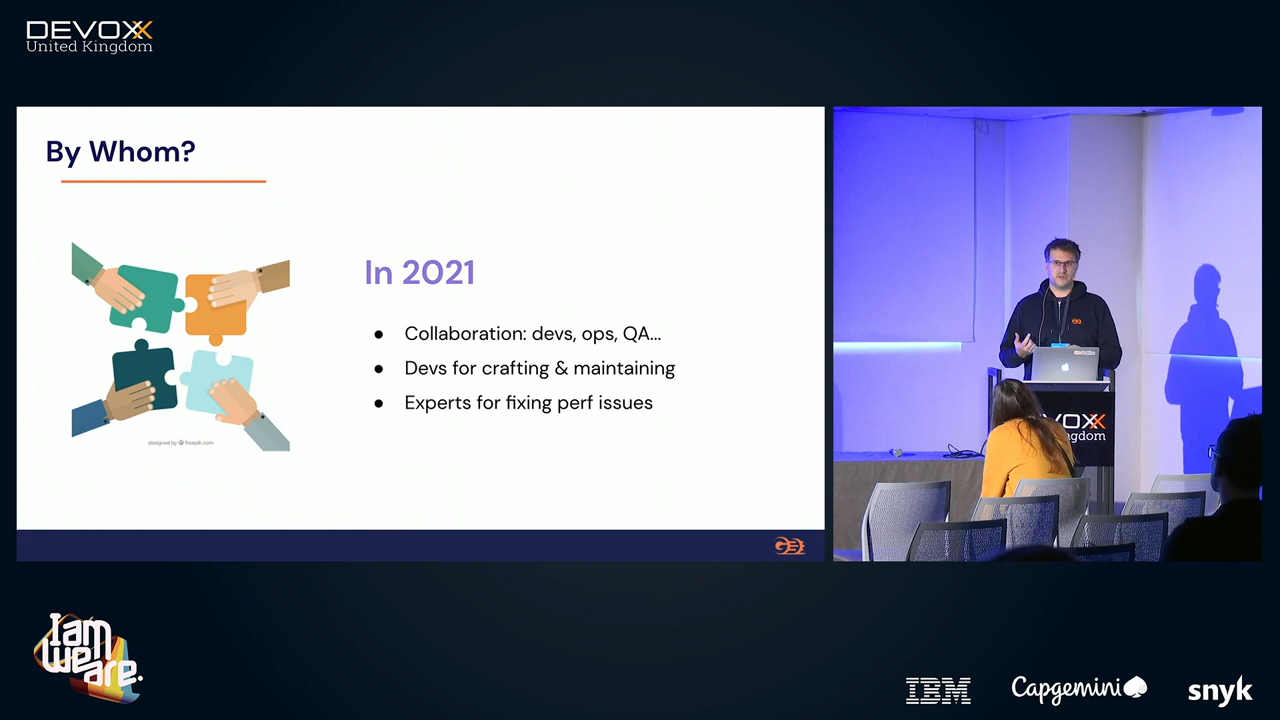 DEVOXX
United Kingdom
By Whom?
In 2021
● Collaboration: devs, ops, QA...
● Devs for crafting & maintaining
● Experts for fixing perf issues
designed by freepik.com
I am
we
are.
IBM
Capgemini
snyk